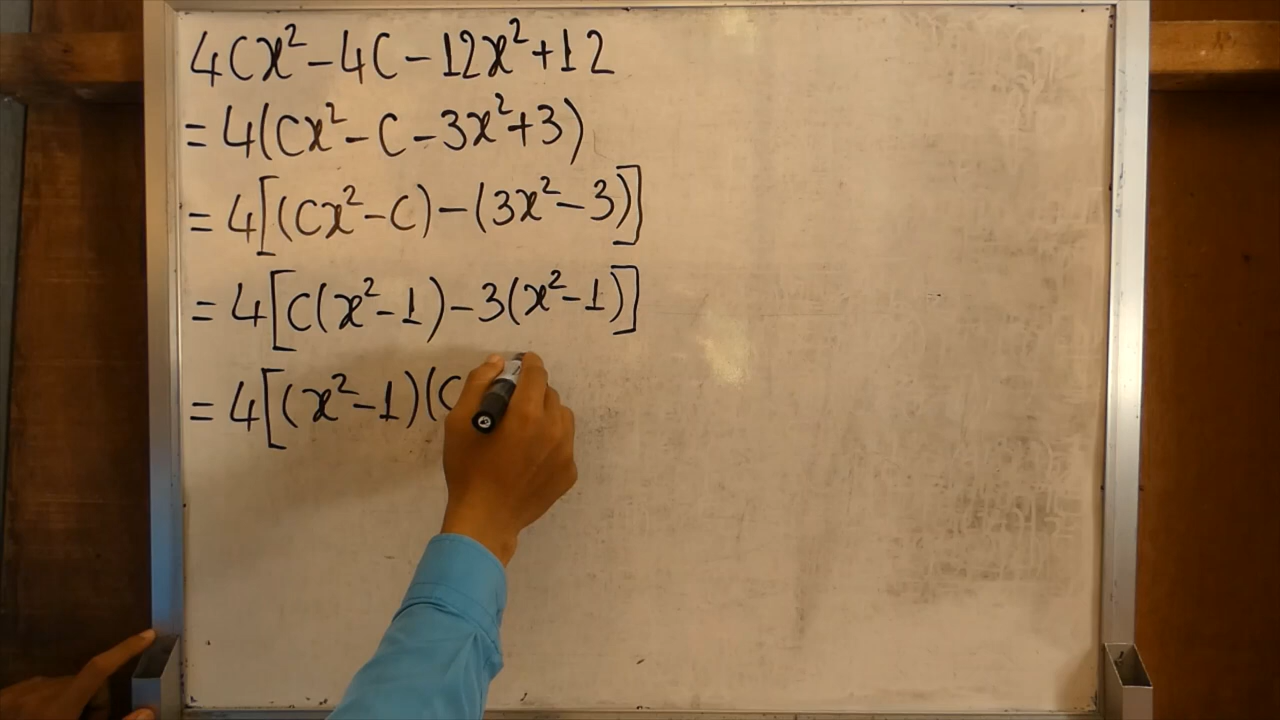 4Cx² - 4C - 12x² + 12
= 4(Cx² - C - 3x² + 3)
= 4[(Cx² - C) - (3x² - 3)]
= 4[C(x² - 1) - 3(x² - 1)]
= 4[(x² - 1)(C